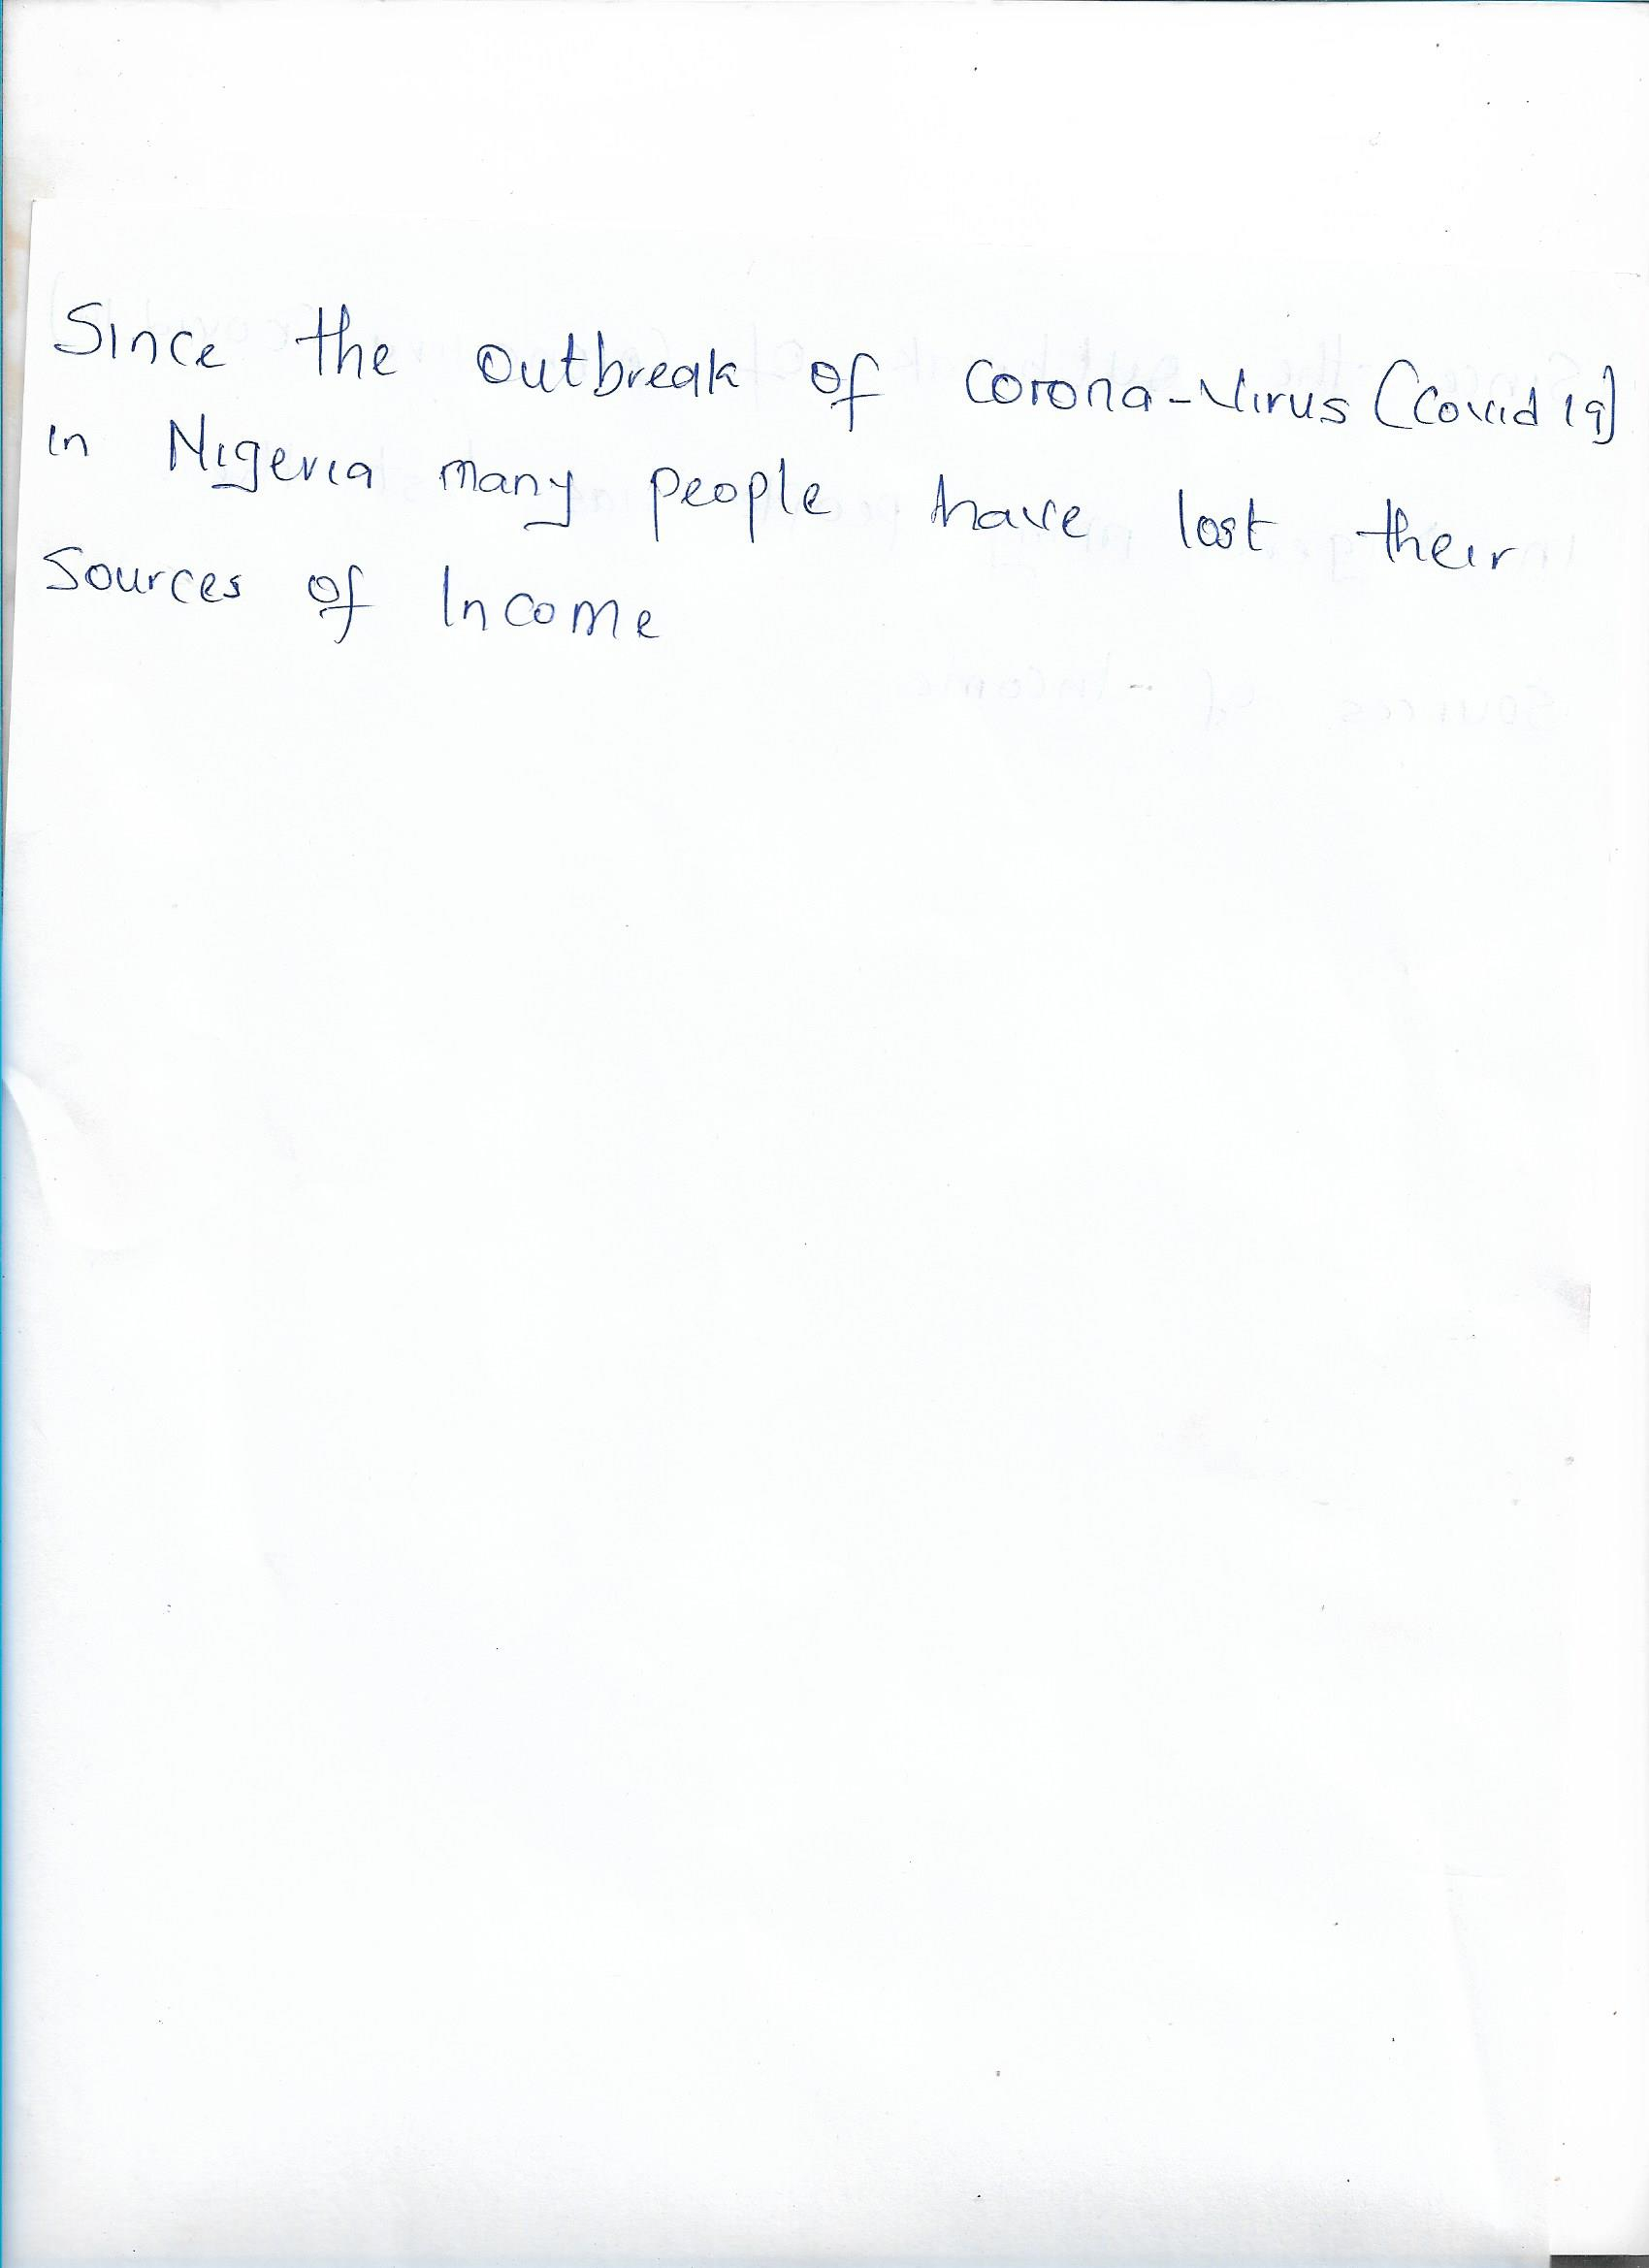 Since the outbreak of Corona-Virus (Covid 19)
in Nigeria many people have lost their
Sources of Income